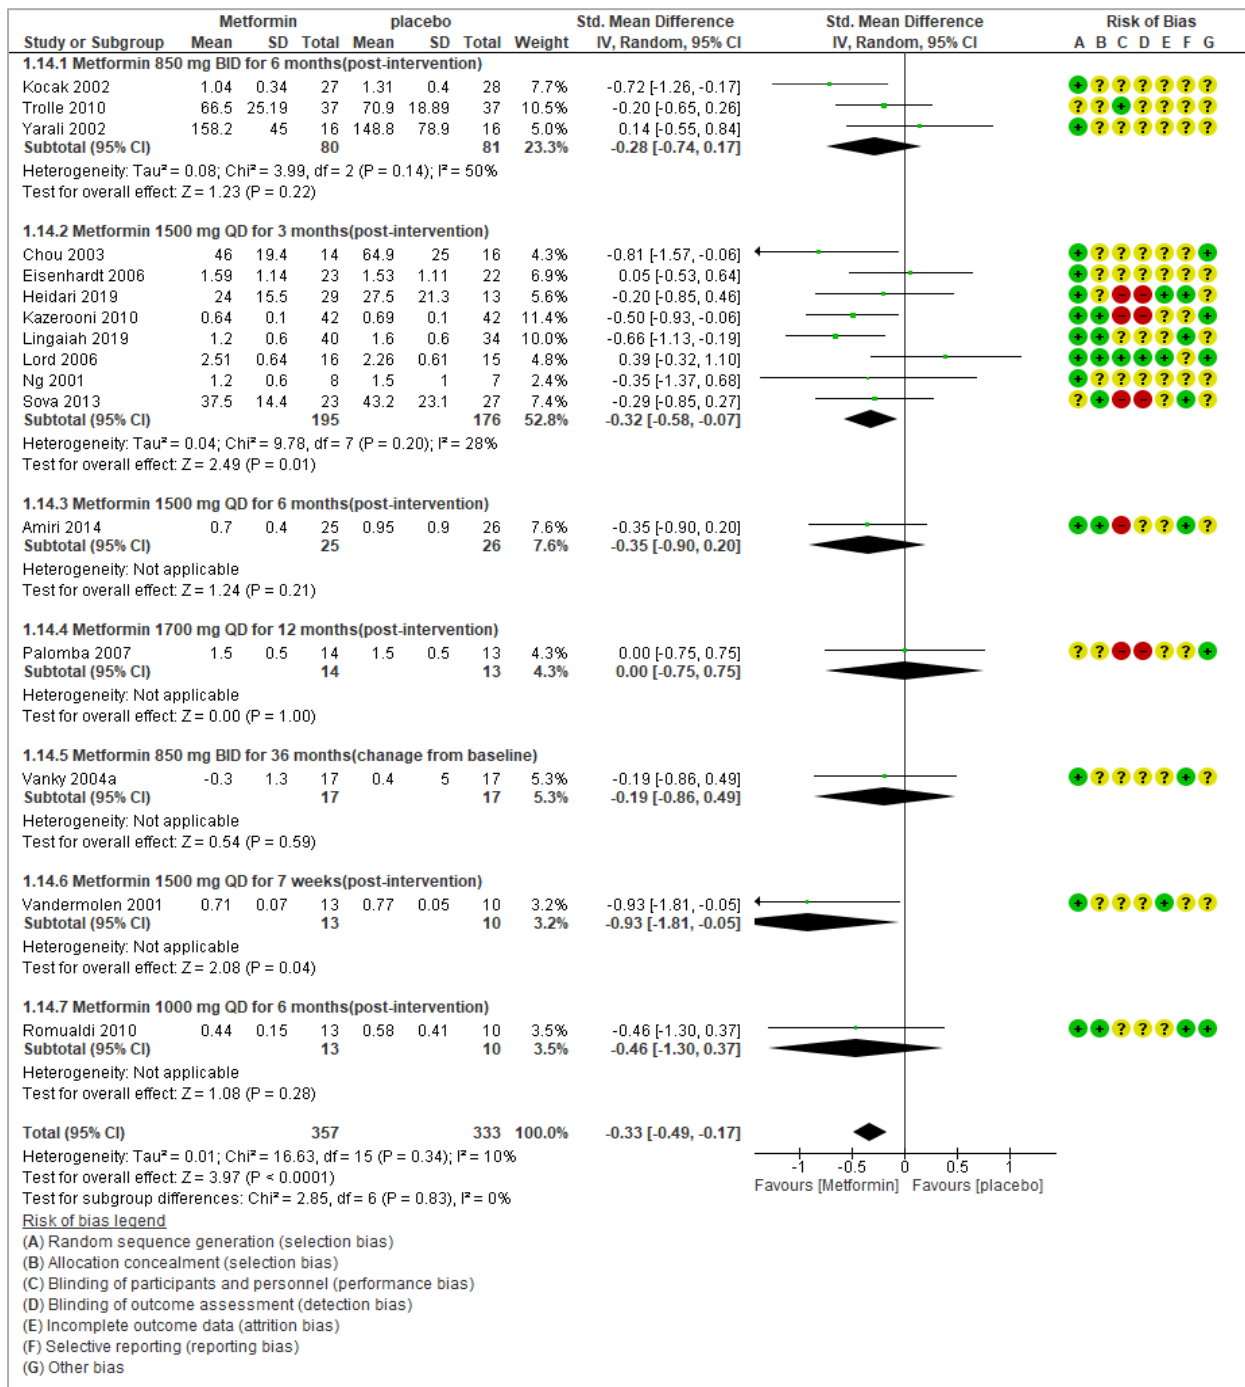 Metformin placebo Std. Mean Difference Std. Mean Difference Risk of Bias
Study or Subgroup Mean SD Total Mean SD Total Weight IV, Random, 95% CI IV, Random, 95% CI A B C D E F G
1.14.1 Metformin 850 mg BID for 6 months(post-intervention)
Kocak 2002 1.04 0.34 27 1.31 0.4 28 7.7% -0.72 [-1.26, -0.17] + ? ? ? ? ? ?
Trolle 2010 66.5 25.19 37 70.9 18.89 37 10.5% -0.20 [-0.65, 0.26] ? ? + ? ? ? ?
Yarali 2002 158.2 45 16 148.8 78.9 16 5.0% 0.14 [-0.55, 0.84] + ? ? ? ? ? ?
Subtotal (95% CI) 80 81 23.3% -0.28 [-0.74, 0.17]
Heterogeneity: Tau² = 0.08; Chi² = 3.99, df = 2 (P = 0.14); I² = 50%
Test for overall effect: Z = 1.23 (P = 0.22)
1.14.2 Metformin 1500 mg QD for 3 months(post-intervention)
Chou 2003 46 19.4 14 64.9 25 16 4.3% -0.81 [-1.57, -0.06] + ? ? ? ? ? +
Eisenhardt 2006 1.59 1.14 23 1.53 1.11 22 6.9% 0.05 [-0.53, 0.64] + ? ? ? ? ? ?
Heidari 2019 24 15.5 29 27.5 21.3 13 5.6% -0.20 [-0.85, 0.46] + ? − − + + ?
Kazerooni 2010 0.64 0.1 42 0.69 0.1 42 11.4% -0.50 [-0.93, -0.06] + + − − ? ? +
Lingaiah 2019 1.2 0.6 40 1.6 0.6 34 10.0% -0.66 [-1.13, -0.19] + + ? ? ? + ?
Lord 2006 2.51 0.64 16 2.26 0.61 15 4.8% 0.39 [-0.32, 1.10] + + + + + ? +
Ng 2001 1.2 0.6 8 1.5 1 7 2.4% -0.35 [-1.37, 0.68] + ? ? ? ? ? ?
Sova 2013 37.5 14.4 23 43.2 23.1 27 6.7% -0.29 [-0.85, 0.27] ? + − − ? + ?
Subtotal (95% CI) 195 176 52.8% -0.32 [-0.58, -0.07]
Heterogeneity: Tau² = 0.04; Chi² = 9.78, df = 7 (P = 0.20); I² = 28%
Test for overall effect: Z = 2.49 (P = 0.01)
1.14.3 Metformin 1500 mg QD for 6 months(post-intervention)
Amiri 2014 0.7 0.4 25 0.95 0.9 26 7.6% -0.35 [-0.90, 0.20] + + − ? ? + ?
Subtotal (95% CI) 25 26 7.6% -0.35 [-0.90, 0.20]
Heterogeneity: Not applicable
Test for overall effect: Z = 1.24 (P = 0.21)
1.14.4 Metformin 1700 mg QD for 12 months(post-intervention)
Palomba 2007 1.5 0.5 14 1.5 0.5 13 4.3% 0.00 [-0.75, 0.75] ? ? − − ? ? +
Subtotal (95% CI) 14 13 4.3% 0.00 [-0.75, 0.75]
Heterogeneity: Not applicable
Test for overall effect: Z = 0.00 (P = 1.00)
1.14.5 Metformin 850 mg BID for 36 months(chanage from baseline)
Vanky 2004a -0.3 1.3 17 0.4 5 17 5.3% -0.19 [-0.86, 0.49] + ? ? ? ? + ?
Subtotal (95% CI) 17 17 5.3% -0.19 [-0.86, 0.49]
Heterogeneity: Not applicable
Test for overall effect: Z = 0.54 (P = 0.59)
1.14.6 Metformin 1500 mg QD for 7 weeks(post-intervention)
Vandermolen 2001 0.71 0.07 13 0.77 0.05 10 3.2% -0.93 [-1.81, -0.05] + ? ? ? + ? ?
Subtotal (95% CI) 13 10 3.2% -0.93 [-1.81, -0.05]
Heterogeneity: Not applicable
Test for overall effect: Z = 2.08 (P = 0.04)
1.14.7 Metformin 1000 mg QD for 6 months(post-intervention)
Romualdi 2010 0.44 0.15 13 0.58 0.41 10 3.5% -0.46 [-1.30, 0.37] + + ? ? ? + +
Subtotal (95% CI) 13 10 3.5% -0.46 [-1.30, 0.37]
Heterogeneity: Not applicable
Test for overall effect: Z = 1.08 (P = 0.28)
Total (95% CI) 357 333 100.0% -0.33 [-0.49, -0.17]
Heterogeneity: Tau² = 0.01; Chi² = 16.63, df = 15 (P = 0.34); I² = 10%
Test for overall effect: Z = 3.97 (P < 0.0001)
Test for subgroup differences: Chi² = 2.85, df = 6 (P = 0.83), I² = 0%
-1 -0.5 0 0.5 1
Favours [Metformin] Favours [placebo]
Risk of bias legend
(A) Random sequence generation (selection bias)
(B) Allocation concealment (selection bias)
(C) Blinding of participants and personnel (performance bias)
(D) Blinding of outcome assessment (detection bias)
(E) Incomplete outcome data (attrition bias)
(F) Selective reporting (reporting bias)
(G) Other bias